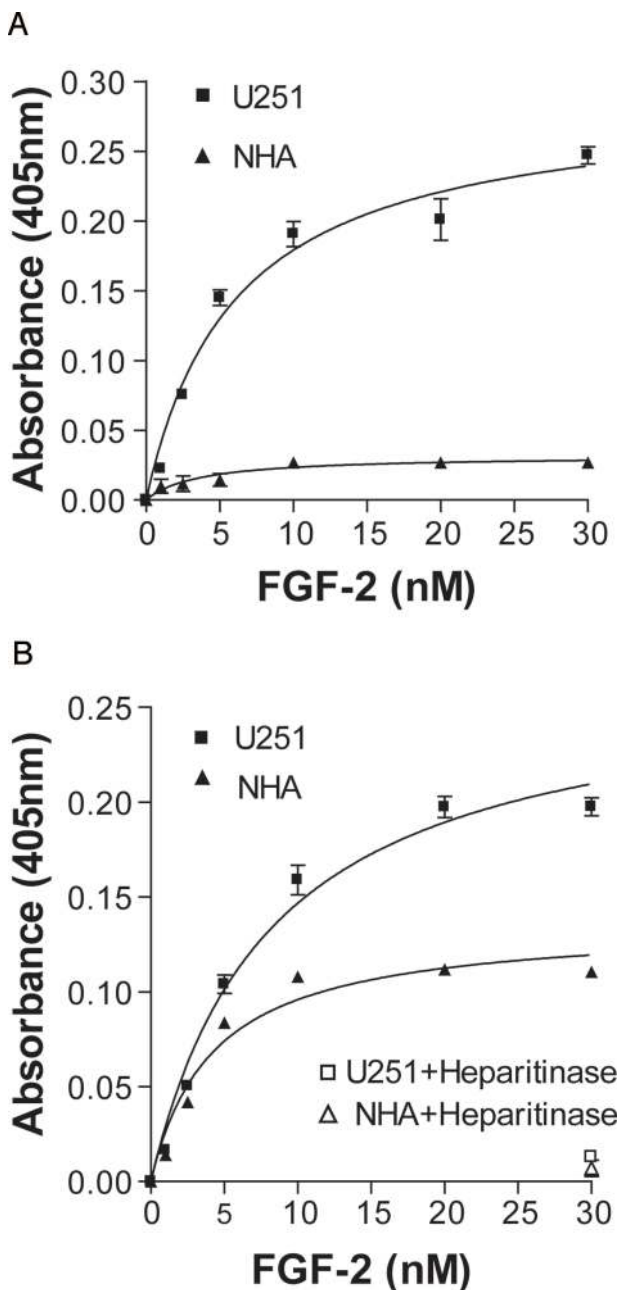 A
U251
NHA
0.30
0.25
0.20
0.15
0.10
0.05
0.00
Absorbance (405nm)
0 5 10 15 20 25 30
FGF-2 (nM)
B
U251
NHA
0.25
0.20
0.15
0.10
0.05
0.00
Absorbance (405nm)
U251+Heparitinase
NHA+Heparitinase
0 5 10 15 20 25 30
FGF-2 (nM)